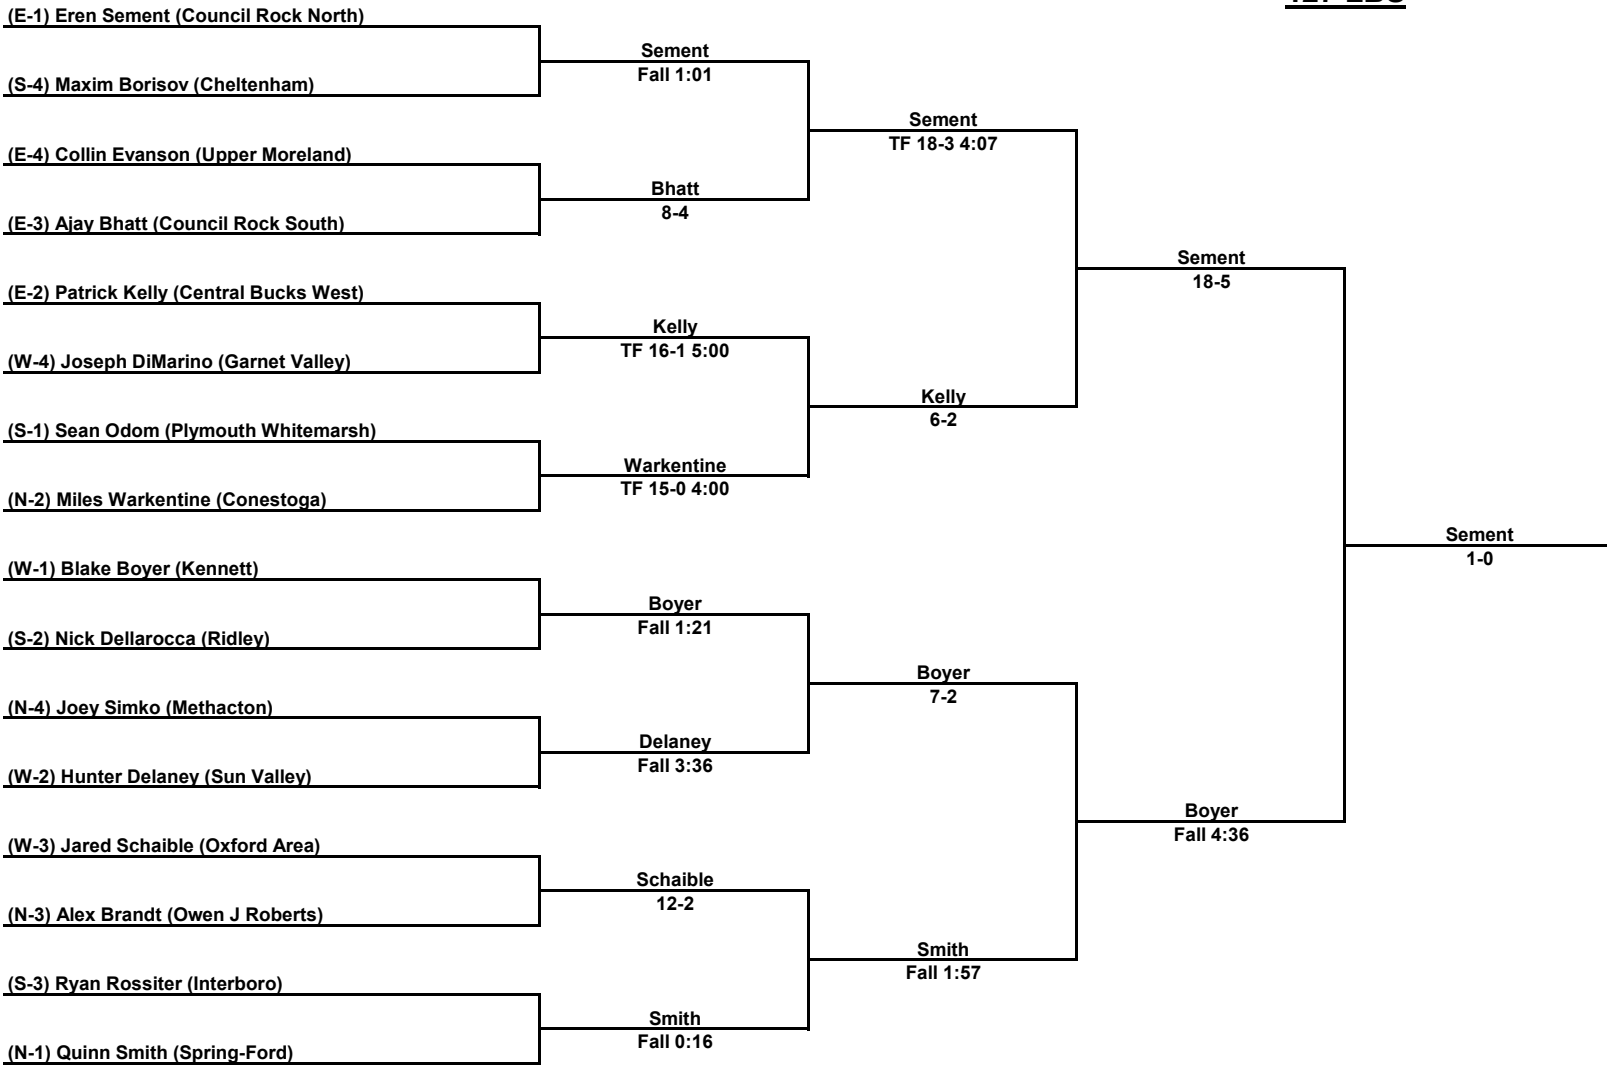 (E-1) Eren Sement (Council Rock North)
Sement
Fall 1:01
(S-4) Maxim Borisov (Cheltenham)
Sement
TF 18-3 4:07
(E-4) Collin Evanson (Upper Moreland)
Bhatt
8-4
(E-3) Ajay Bhatt (Council Rock South)
Sement
18-5
(E-2) Patrick Kelly (Central Bucks West)
Kelly
TF 16-1 5:00
(W-4) Joseph DiMarino (Garnet Valley)
Kelly
6-2
(S-1) Sean Odom (Plymouth Whitemarsh)
Warkentine
TF 15-0 4:00
(N-2) Miles Warkentine (Conestoga)
Sement
1-0
(W-1) Blake Boyer (Kennett)
Boyer
Fall 1:21
(S-2) Nick Dellarocca (Ridley)
Boyer
7-2
(N-4) Joey Simko (Methacton)
Delaney
Fall 3:36
(W-2) Hunter Delaney (Sun Valley)
Boyer
Fall 4:36
(W-3) Jared Schaible (Oxford Area)
Schaible
12-2
(N-3) Alex Brandt (Owen J Roberts)
Smith
Fall 1:57
(S-3) Ryan Rossiter (Interboro)
Smith
Fall 0:16
(N-1) Quinn Smith (Spring-Ford)